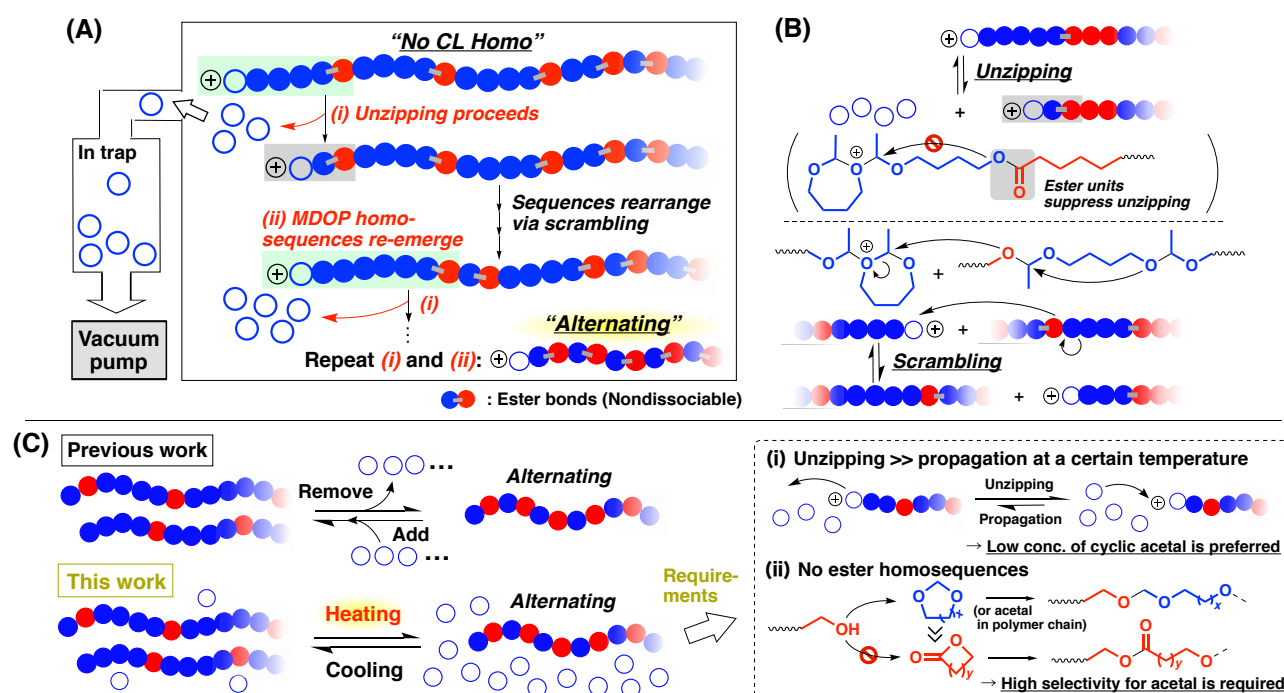 (A)
"No CL Homo"
(i) Unzipping proceeds
In trap
Sequences rearrange
via scrambling
(ii) MDOP homo-
sequences re-emerge
(i)
"Alternating"
Repeat (i) and (ii):
Vacuum
pump
: Ester bonds (Nondissociable)
(B)
Unzipping
+
O
O
O
O
O
Ester units
suppress unzipping
O
O
O
+
O
O
O
O
+
Scrambling
+
(C)
Previous work
Remove
Add
...
...
Alternating
This work
Heating
Cooling
Alternating
Require-
ments
(i) Unzipping >> propagation at a certain temperature
Unzipping
Propagation
→ Low conc. of cyclic acetal is preferred
(ii) No ester homosequences
OH
O
O
x
(or acetal
in polymer chain)
O
O
x
O
O
O
y
O
O
y
O
→ High selectivity for acetal is required